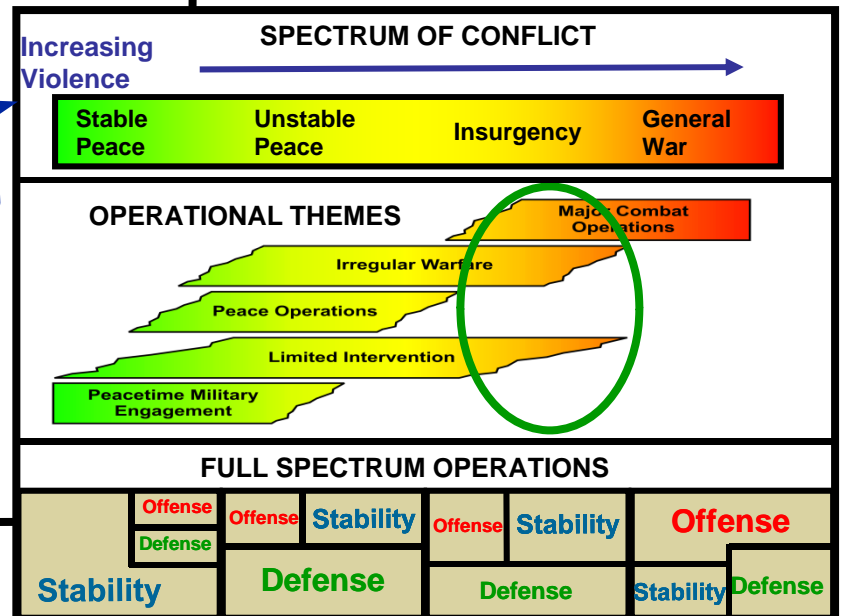 SPECTRUM OF CONFLICT
Increasing
Violence
Stable
Peace
Unstable
Peace
Insurgency
General
War
OPERATIONAL THEMES
Major Combat
Operations
Irregular Warfare
Peace Operations
Limited Intervention
Peacetime Military
Engagement
FULL SPECTRUM OPERATIONS
Offense
Defense
Stability
Offense
Stability
Defense
Offense
Stability
Defense
Offense
Stability
Defense